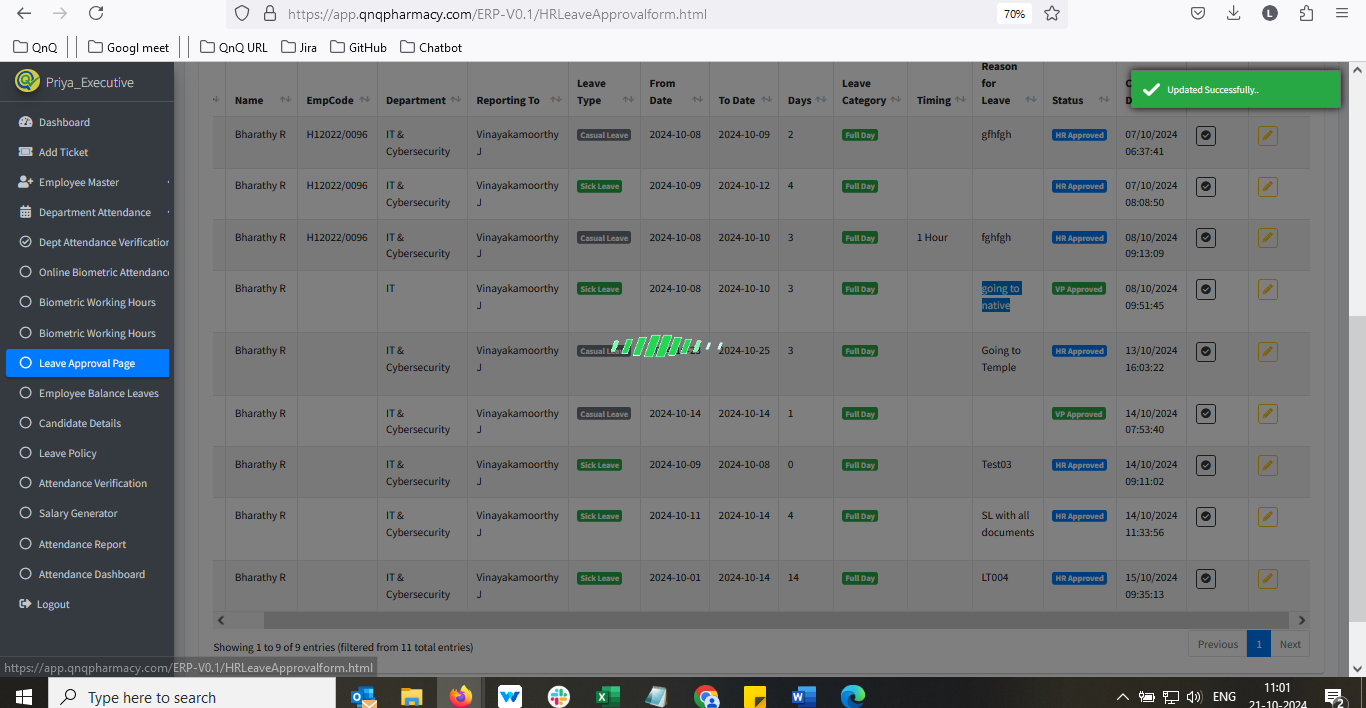 https://app.qnqpharmacy.com/ERP-V0.1/HRLeaveApprovalform.html
70%
L
QnQ
Googl meet
QnQ URL
Jira
GitHub
Chatbot
Priya_Executive
Dashboard
Add Ticket
Employee Master
Department Attendance
Dept Attendance Verification
Online Biometric Attendance
Biometric Working Hours
Biometric Working Hours
Leave Approval Page
Employee Balance Leaves
Candidate Details
Leave Policy
Attendance Verification
Salary Generator
Attendance Report
Attendance Dashboard
Logout
Updated Successfully..
Name EmpCode Department Reporting To Leave Type From Date To Date Days Leave Category Timing Reason for Leave Status
Bharathy R H12022/0096 IT & Cybersecurity Vinayakamoorthy J Casual Leave 2024-10-08 2024-10-09 2 Full Day gfhfgh HR Approved 07/10/2024 06:37:41
Bharathy R H12022/0096 IT & Cybersecurity Vinayakamoorthy J Sick Leave 2024-10-09 2024-10-12 4 Full Day HR Approved 07/10/2024 08:08:50
Bharathy R H12022/0096 IT & Cybersecurity Vinayakamoorthy J Casual Leave 2024-10-08 2024-10-10 3 Full Day 1 Hour fghfgh HR Approved 08/10/2024 09:13:09
Bharathy R IT Vinayakamoorthy J Sick Leave 2024-10-08 2024-10-10 3 Full Day going to native VP Approved 08/10/2024 09:51:45
Bharathy R IT & Cybersecurity Vinayakamoorthy J Casual 2024-10-25 3 Full Day Going to Temple HR Approved 13/10/2024 16:03:22
Bharathy R IT & Cybersecurity Vinayakamoorthy J Casual Leave 2024-10-14 2024-10-14 1 Full Day VP Approved 14/10/2024 07:53:40
Bharathy R IT & Cybersecurity Vinayakamoorthy J Sick Leave 2024-10-09 2024-10-08 0 Full Day Test03 HR Approved 14/10/2024 09:11:02
Bharathy R IT & Cybersecurity Vinayakamoorthy J Sick Leave 2024-10-11 2024-10-14 4 Full Day SL with all documents HR Approved 14/10/2024 11:33:56
Bharathy R IT & Cybersecurity Vinayakamoorthy J Sick Leave 2024-10-01 2024-10-14 14 Full Day LT004 HR Approved 15/10/2024 09:35:13
Showing 1 to 9 of 9 entries (filtered from 11 total entries)
Previous 1 Next
https://app.qnqpharmacy.com/ERP-V0.1/HRLeaveApprovalform.html
Type here to search
ENG
11:01
21-10-2024
2